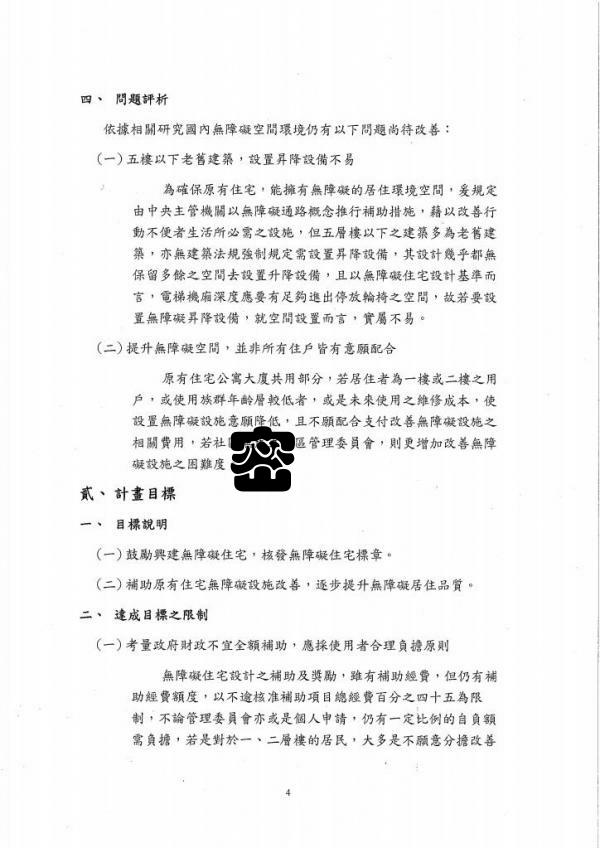 四、 問題評析
依據相關研究國內無障礙空間環境仍有以下問題尚待改善：
(一)五樓以下老舊建築，設置昇降設備不易
為確保原有住宅，能擁有無障礙的居住環境空間，爰規定
由中央主管機關以無障礙通路概念推行補助措施，藉以改善行
動不便者生活所必需之設施，但五層樓以下之建築多為老舊建
築，亦無建築法規強制規定需設置昇降設備，其設計幾乎都無
保留多餘之空間去設置升降設備，且以無障礙住宅設計基準而
言，電梯機廂深度應要有足夠進出停放輪椅之空間，故若要設
置無障礙昇降設備，就空間設置而言，實屬不易。
(二)提升無障礙空間，並非所有住戶皆有意願配合
原有住宅公寓大廈共用部分，若居住者為一樓或二樓之用
戶，或使用族群年齡層較低者，或是未來使用之維修成本，使
設置無障礙設施意願降低，且不願配合支付改善無障礙設施之
相關費用，若社區管理委員會，則更增加改善無障
礙設施之困難度
貳、計畫目標
一、 目標說明
(一)鼓勵興建無障礙住宅，核發無障礙住宅標章。
(二)補助原有住宅無障礙設施改善，逐步提升無障礙居住品質。
二、 達成目標之限制
(一)考量政府財政不宜全額補助，應採使用者合理負擔原則
無障礙住宅設計之補助及獎勵，雖有補助經費，但仍有補
助經費額度，以不逾核准補助項目總經費百分之四十五為限
制，不論管理委員會亦或是個人申請，仍有一定比例的自負額
需負擔，若是對於一、二層樓的居民，大多是不願意分擔改善
4